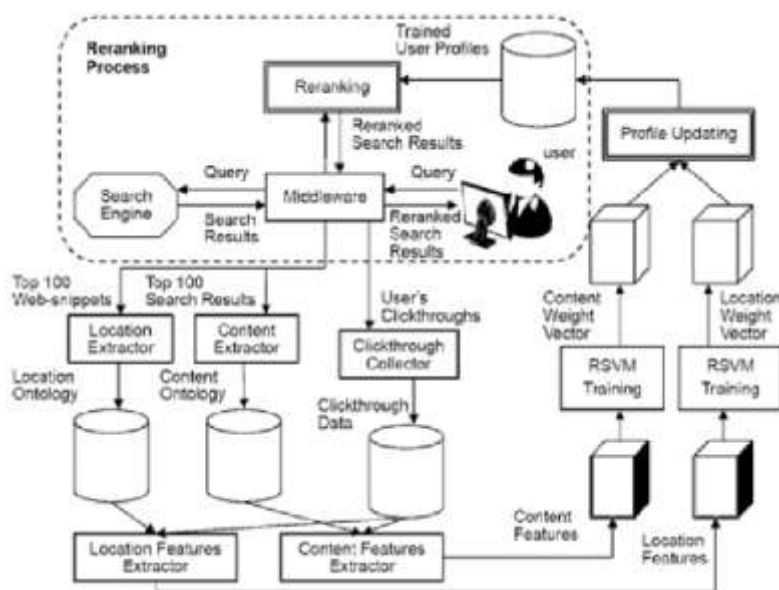 Reranking
Process
Trained
User Profiles
Reranking
Profile Updating
Reranked
Search Results
user
Query
Query
Search
Engine
Middleware
Search
Results
Reranked
Search
Results
Top 100
Web-snippets
Top 100
Search Results
User's
Clickthroughs
Content
Weight
Vector
Location
Weight
Vector
Location
Extractor
Content
Extractor
Clickthrough
Collector
RSVM
Training
RSVM
Training
Location
Ontology
Content
Ontology
Clickthrough
Data
Content
Features
Location
Features
Location Features
Extractor
Content Features
Extractor